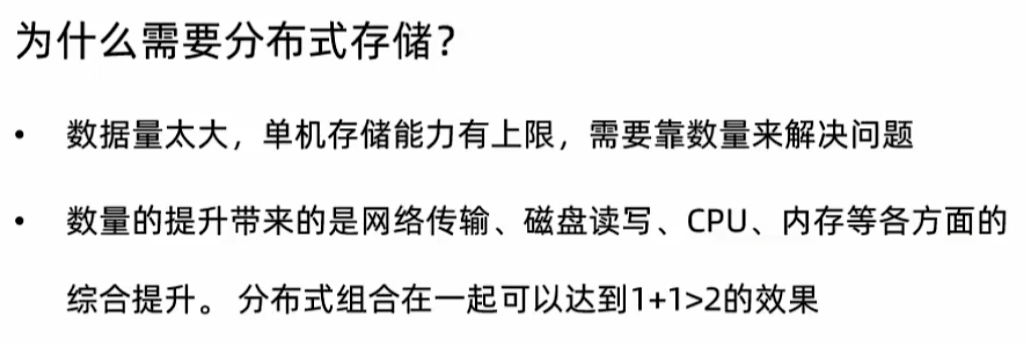 为什么需要分布式存储?
• 数据量太大，单机存储能力有上限，需要靠数量来解决问题
• 数量的提升带来的是网络传输、磁盘读写、CPU、内存等各方面的
综合提升。 分布式组合在一起可以达到1+1>2的效果